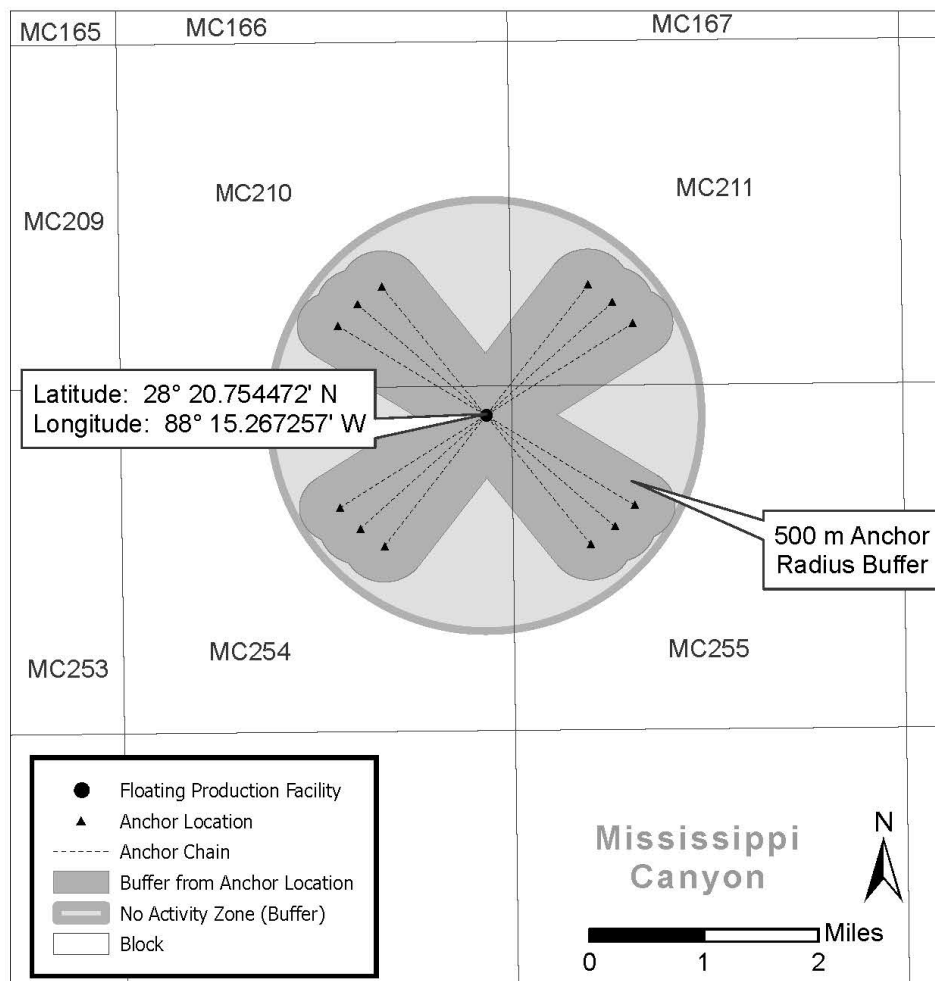 MC165
MC166
MC167
MC210
MC211
MC209
Latitude:  28° 20.754472' N
Longitude:  88° 15.267257' W
500 m Anchor
Radius Buffer
MC254
MC255
MC253
Floating Production Facility
Anchor Location
Anchor Chain
Buffer from Anchor Location
No Activity Zone (Buffer)
Block
Mississippi
Canyon
N
Miles
0 1 2